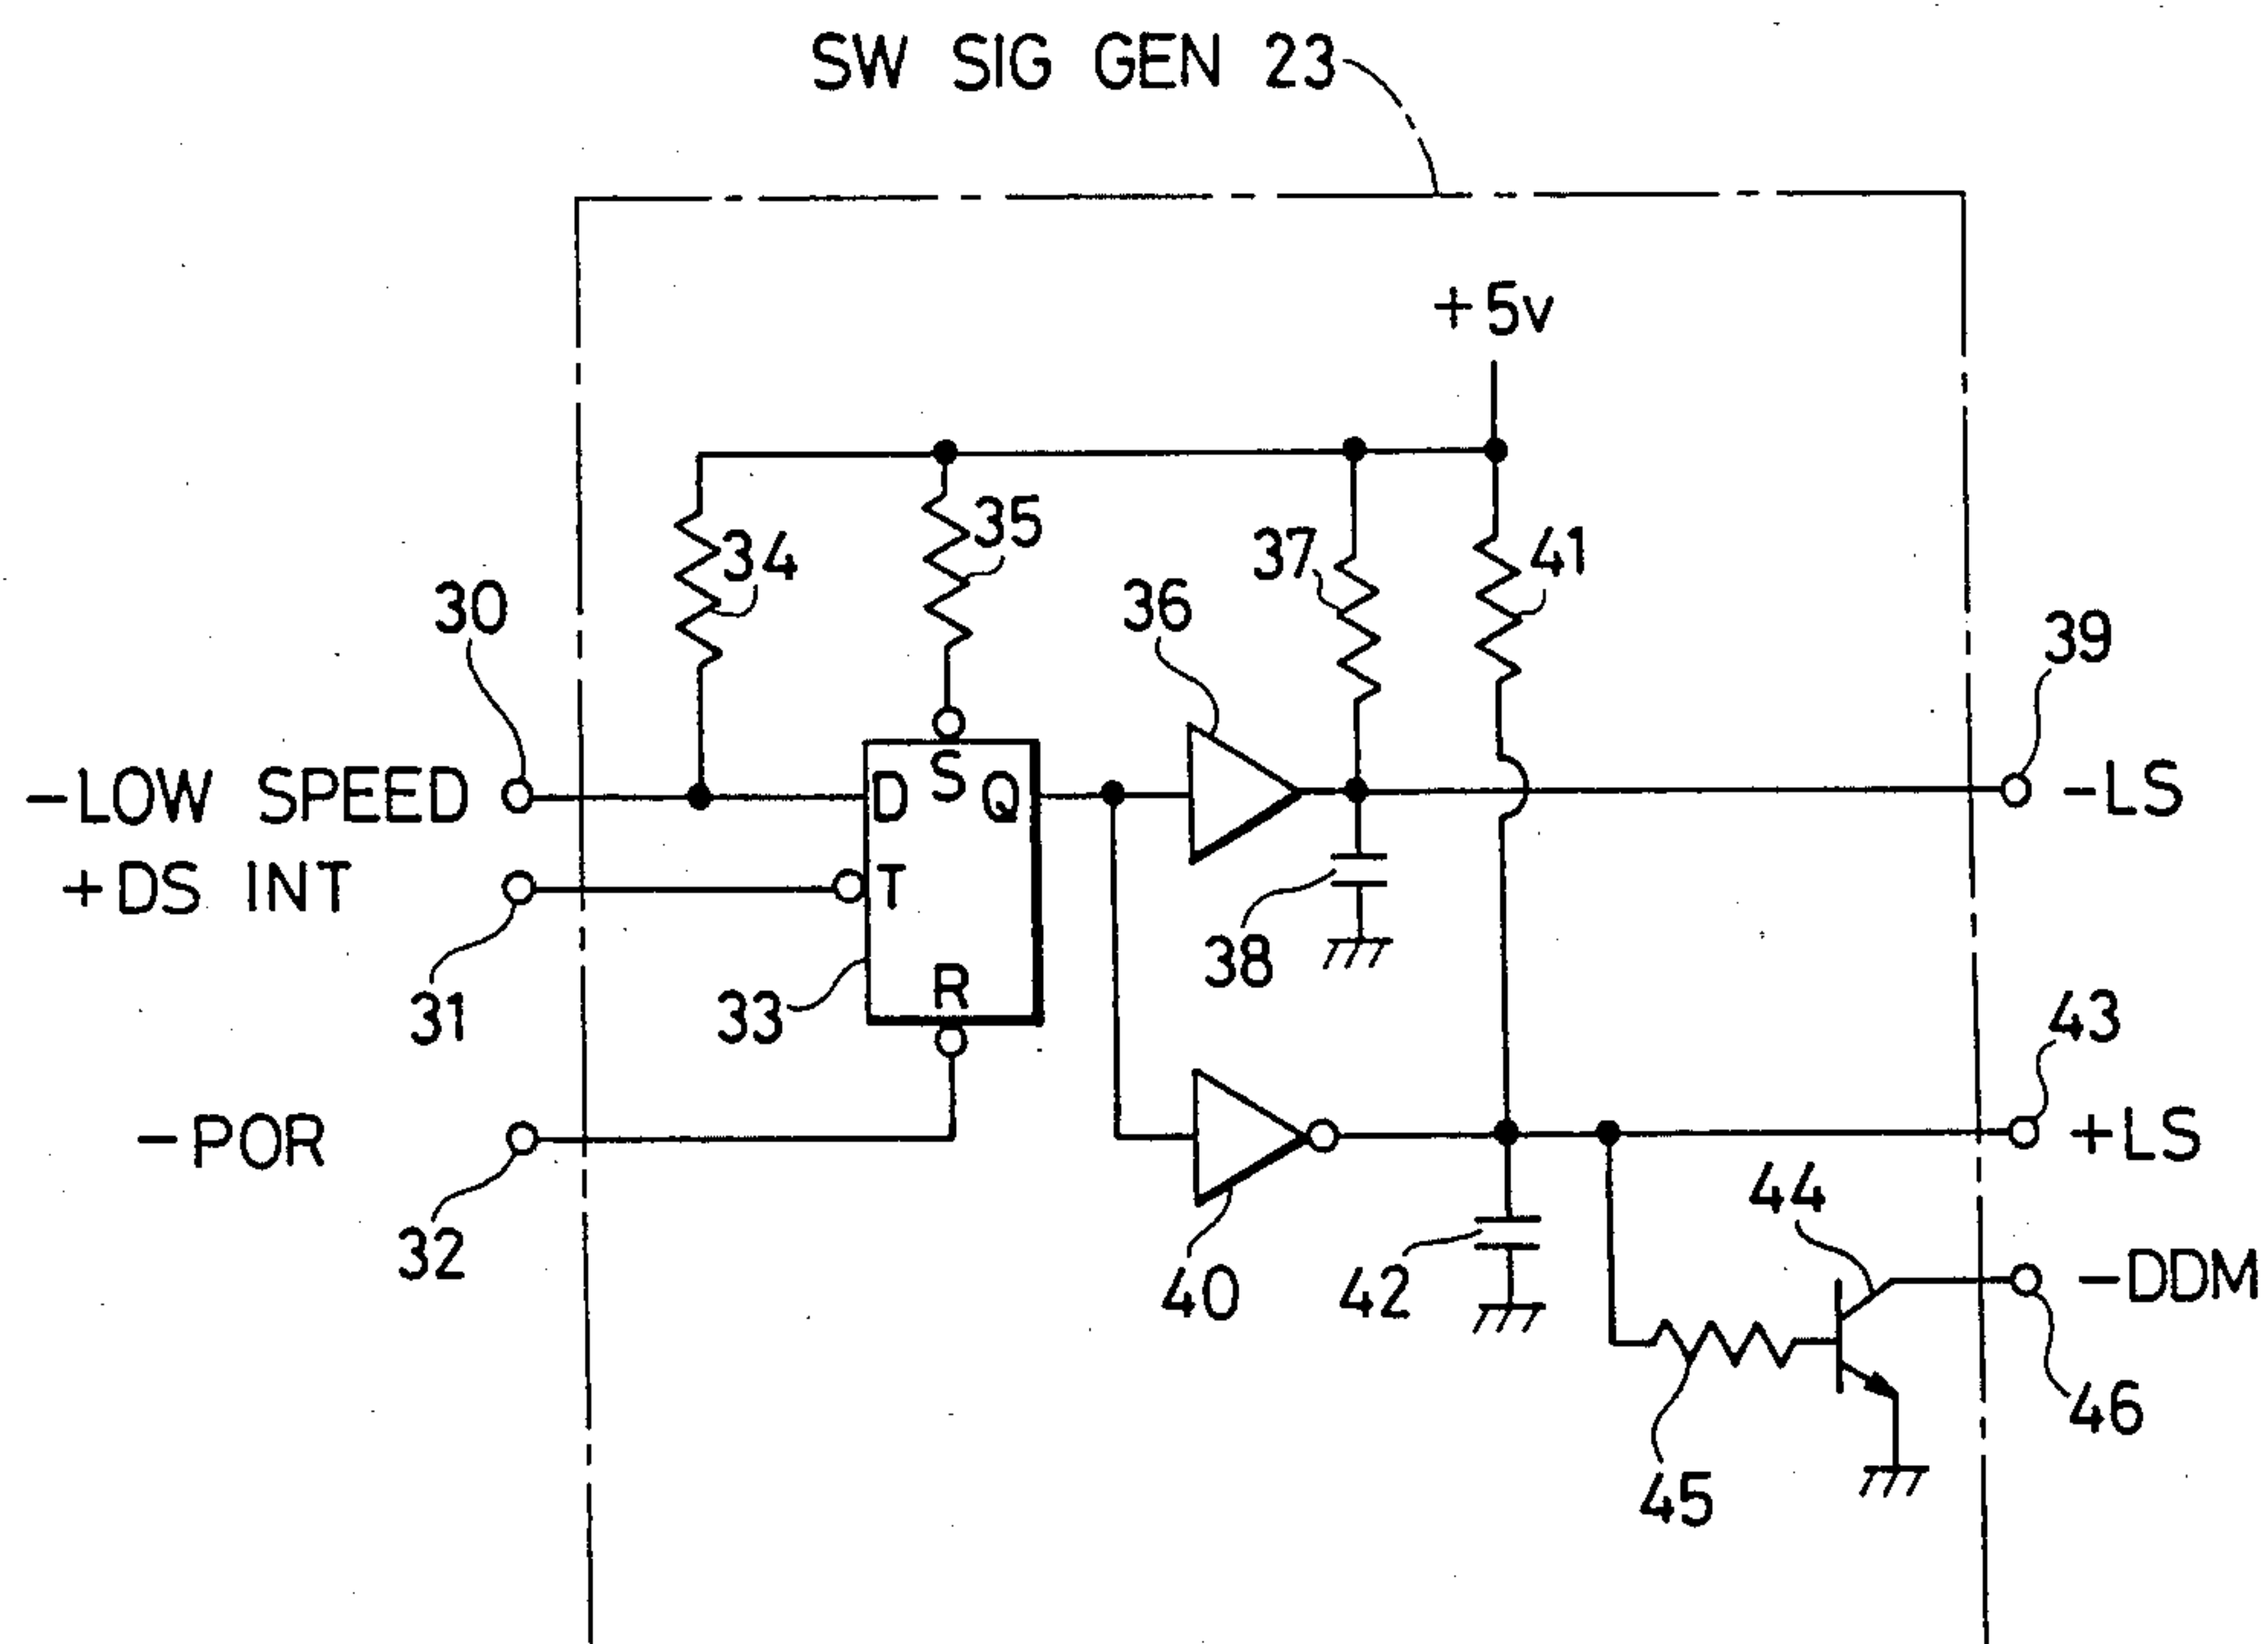 SW SIG GEN 23
+5v
34
35
37
41
30
36
39
-LOW SPEED
D
S
Q
-LS
+DS INT
T
31
33
R
38
43
-POR
+LS
32
40
42
44
-DDM
45
46